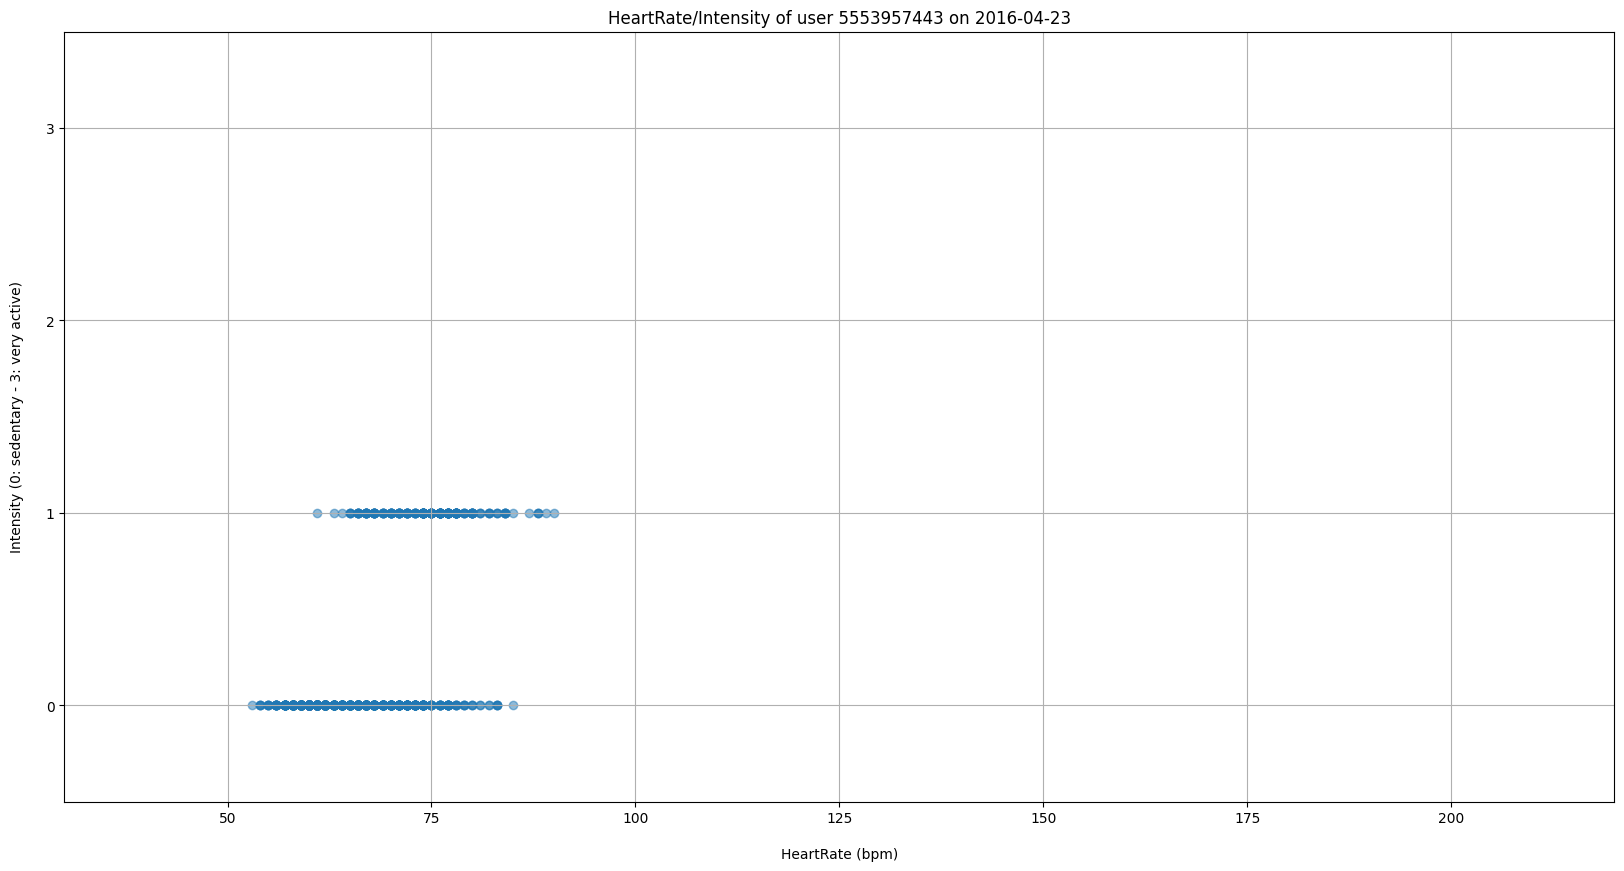 HeartRate/Intensity of user 5553957443 on 2016-04-23
Intensity (0: sedentary - 3: very active)
3
2
1
0
50 75 100 125 150 175 200
HeartRate (bpm)